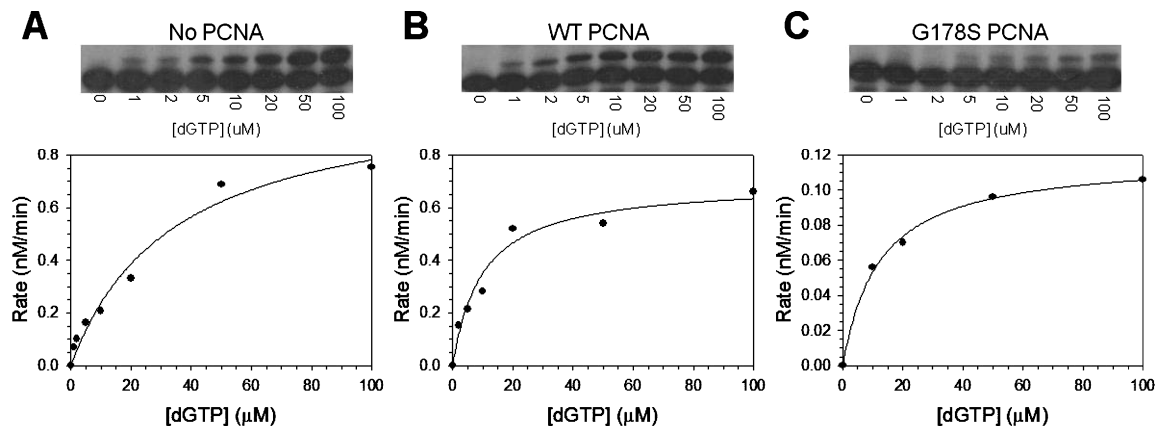 A
No PCNA
0 1 2 5 10 20 50 100
[dGTP] (uM)
Rate (nM/min)
0.8
0.6
0.4
0.2
0.0
0 20 40 60 80 100
[dGTP] (μM)
B
WT PCNA
0 1 2 5 10 20 50 100
[dGTP] (uM)
Rate (nM/min)
0.8
0.6
0.4
0.2
0.0
0 20 40 60 80 100
[dGTP] (μM)
C
G178S PCNA
0 1 2 5 10 20 50 100
[dGTP] (uM)
Rate (nM/min)
0.12
0.10
0.08
0.06
0.04
0.02
0.00
0 20 40 60 80 100
[dGTP] (μM)